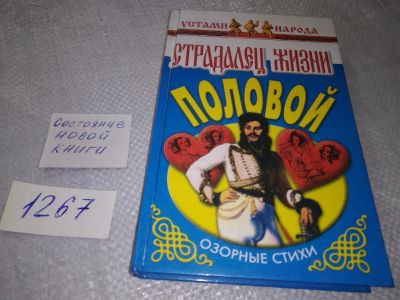 УСТАМИ НАРОДА
СТРАДАЛЕЦ ЖИЗНИ
ПОЛОВОЙ
ОЗОРНЫЕ СТИХИ
Состояние
НОВОЙ
КНИГИ
1267